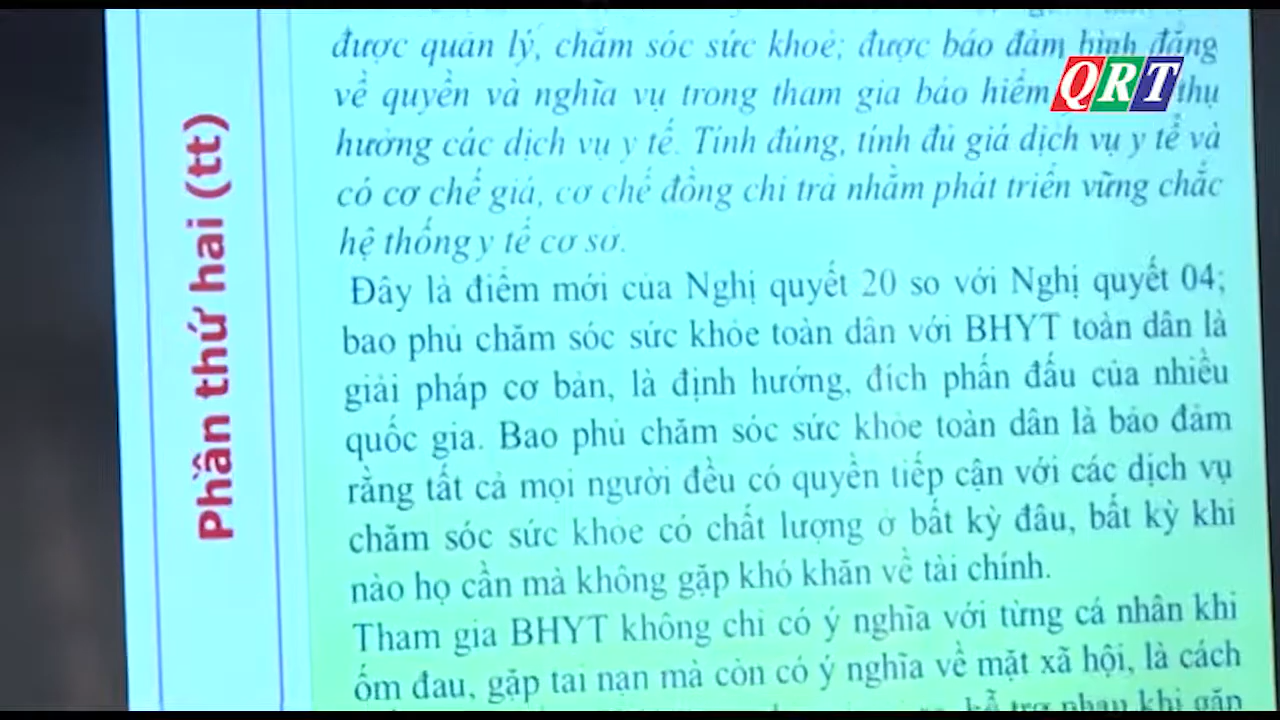 Phần thứ hai (tt)
QRT
được quản lý, chăm sóc sức khoẻ; được bảo đảm bình đẳng
về quyền và nghĩa vụ trong tham gia bảo hiểm thụ
hưởng các dịch vụ y tế. Tính đúng, tính đủ giá dịch vụ y tế và
có cơ chế giá, cơ chế đồng chi trả nhằm phát triển vững chắc
hệ thống y tế cơ sở.
Đây là điểm mới của Nghị quyết 20 so với Nghị quyết 04;
bao phủ chăm sóc sức khỏe toàn dân với BHYT toàn dân là
giải pháp cơ bản, là định hướng, đích phấn đấu của nhiều
quốc gia. Bao phủ chăm sóc sức khỏe toàn dân là bảo đảm
rằng tất cả mọi người đều có quyền tiếp cận với các dịch vụ
chăm sóc sức khỏe có chất lượng ở bất kỳ đâu, bất kỳ khi
nào họ cần mà không gặp khó khăn về tài chính.
Tham gia BHYT không chỉ có ý nghĩa với từng cá nhân khi
ốm đau, gặp tai nạn mà còn có ý nghĩa về mặt xã hội, là cách
hỗ trợ nhau khi gặp